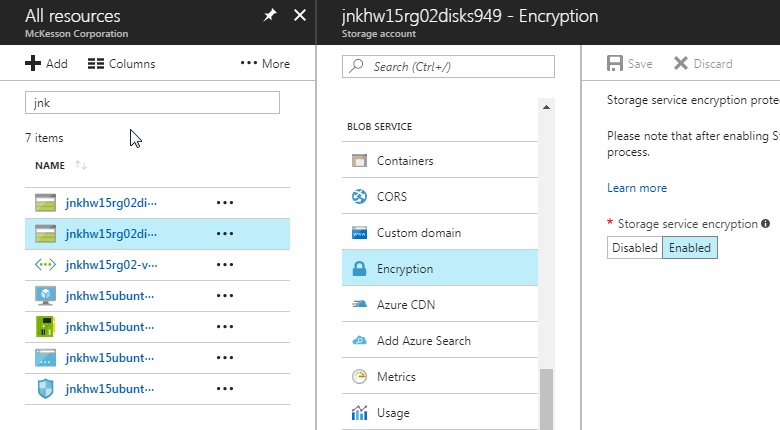 All resources
McKesson Corporation
Add
Columns
More
jnk
7 items
NAME
jnkhw15rg02di···
jnkhw15rg02di···
jnkhw15rg02-v···
jnkhw15ubunt···
jnkhw15ubunt···
jnkhw15ubunt···
jnkhw15ubunt···
jnkhw15rg02disks949 - Encryption
Storage account
Search (Ctrl+/)
BLOB SERVICE
Containers
CORS
Custom domain
Encryption
Azure CDN
Add Azure Search
Metrics
Usage
Save
Discard
Storage service encryption prote
Please note that after enabling St
process.
Learn more
* Storage service encryption
Disabled
Enabled